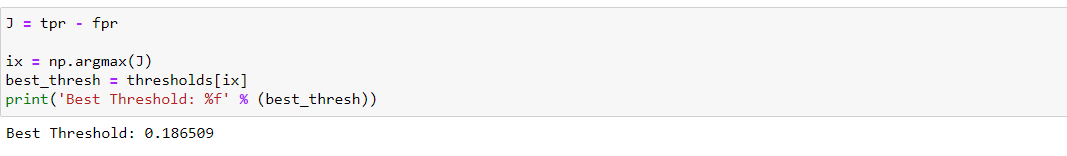 J = tpr - fpr
ix = np.argmax(J)
best_thresh = thresholds[ix]
print('Best Threshold: %f' % (best_thresh))
Best Threshold: 0.186509